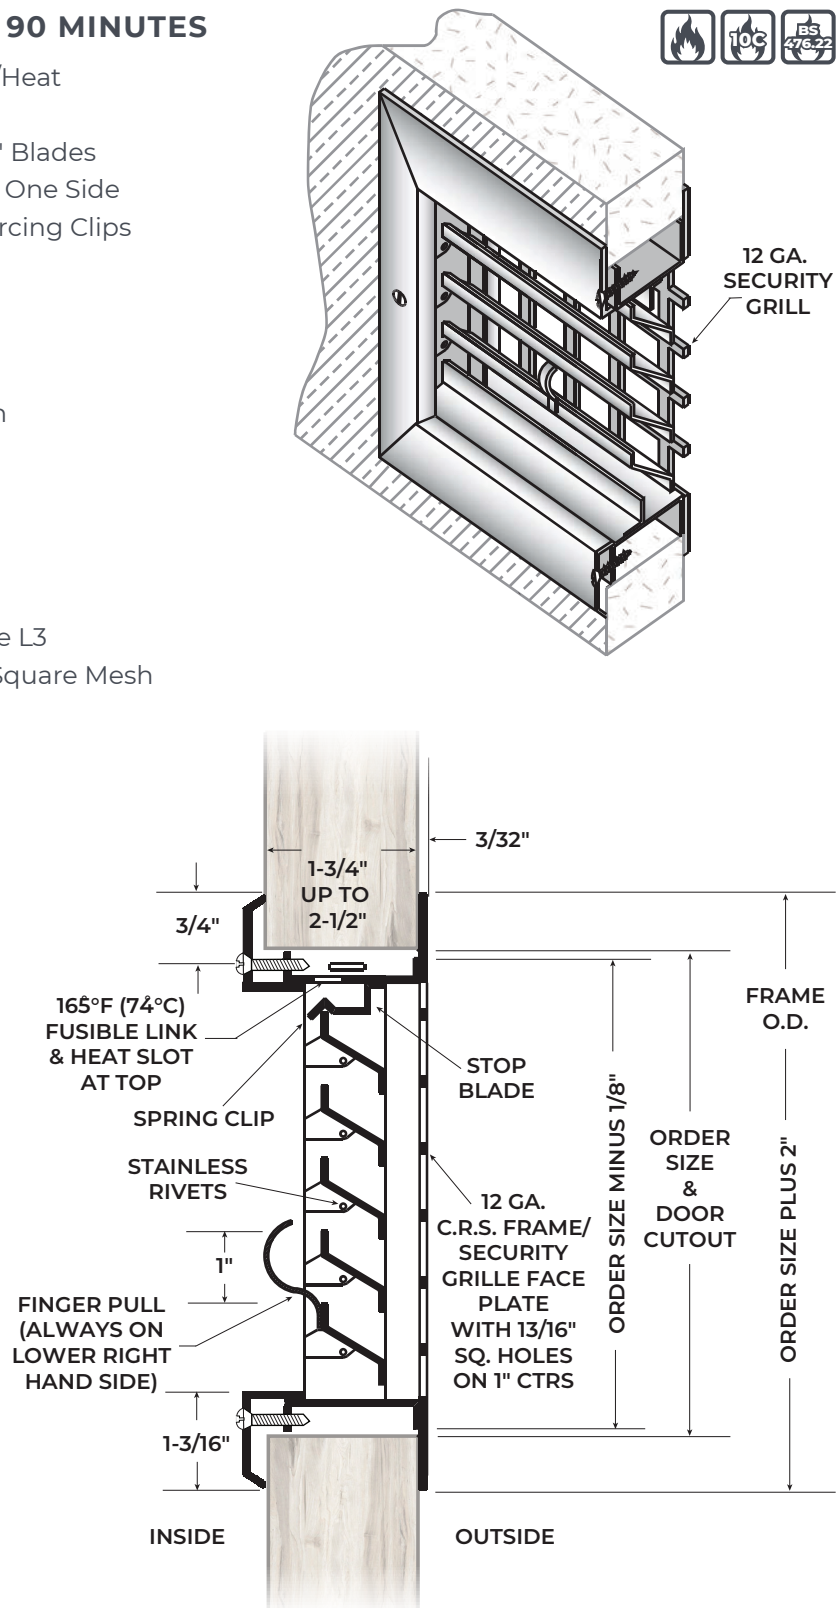 90 MINUTES
/Heat
" Blades
One Side
rcing Clips
n
e L3
Square Mesh
10C
BS
476.22
12 GA.
SECURITY
GRILL
3/32"
1-3/4"
UP TO
2-1/2"
3/4"
165°F (74°C)
FUSIBLE LINK
& HEAT SLOT
AT TOP
SPRING CLIP
STAINLESS
RIVETS
1"
FINGER PULL
(ALWAYS ON
LOWER RIGHT
HAND SIDE)
1-3/16"
STOP
BLADE
12 GA.
C.R.S. FRAME/
SECURITY
GRILLE FACE
PLATE
WITH 13/16"
SQ. HOLES
ON 1" CTRS
ORDER SIZE MINUS 1/8"
ORDER
SIZE
&
DOOR
CUTOUT
FRAME
O.D.
ORDER SIZE PLUS 2"
INSIDE
OUTSIDE